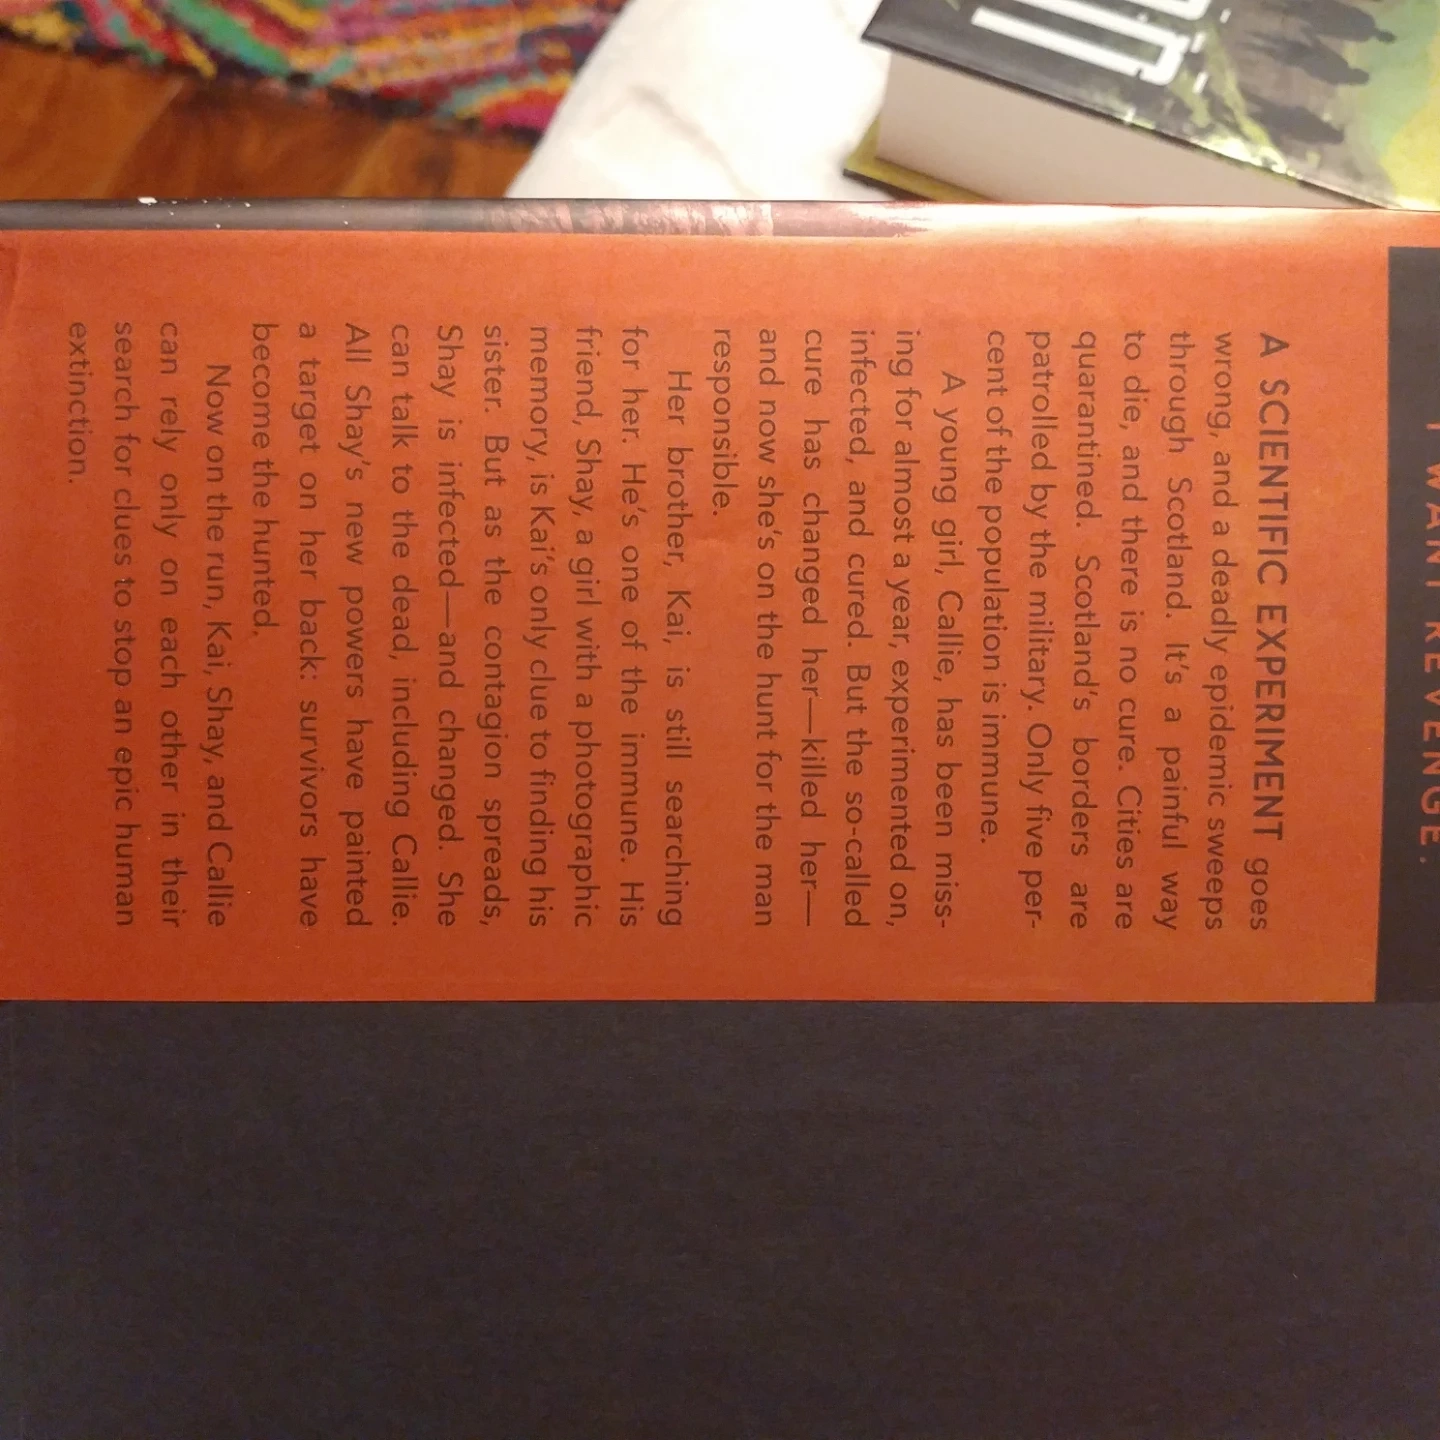 I WANT REVENGE.
A SCIENTIFIC EXPERIMENT goes
wrong, and a deadly epidemic sweeps
through Scotland. It's a painful way
to die, and there is no cure. Cities are
quarantined. Scotland's borders are
patrolled by the military. Only five per-
cent of the population is immune.
A young girl, Callie, has been miss-
ing for almost a year, experimented on,
infected, and cured. But the so-called
cure has changed her—killed her—
and now she's on the hunt for the man
responsible.
Her brother, Kai, is still searching
for her. He's one of the immune. His
friend, Shay, a girl with a photographic
memory, is Kai's only clue to finding his
sister. But as the contagion spreads,
Shay is infected—and changed. She
can talk to the dead, including Callie.
All Shay's new powers have painted
a target on her back: survivors have
become the hunted.
Now on the run, Kai, Shay, and Callie
can rely only on each other in their
search for clues to stop an epic human
extinction.